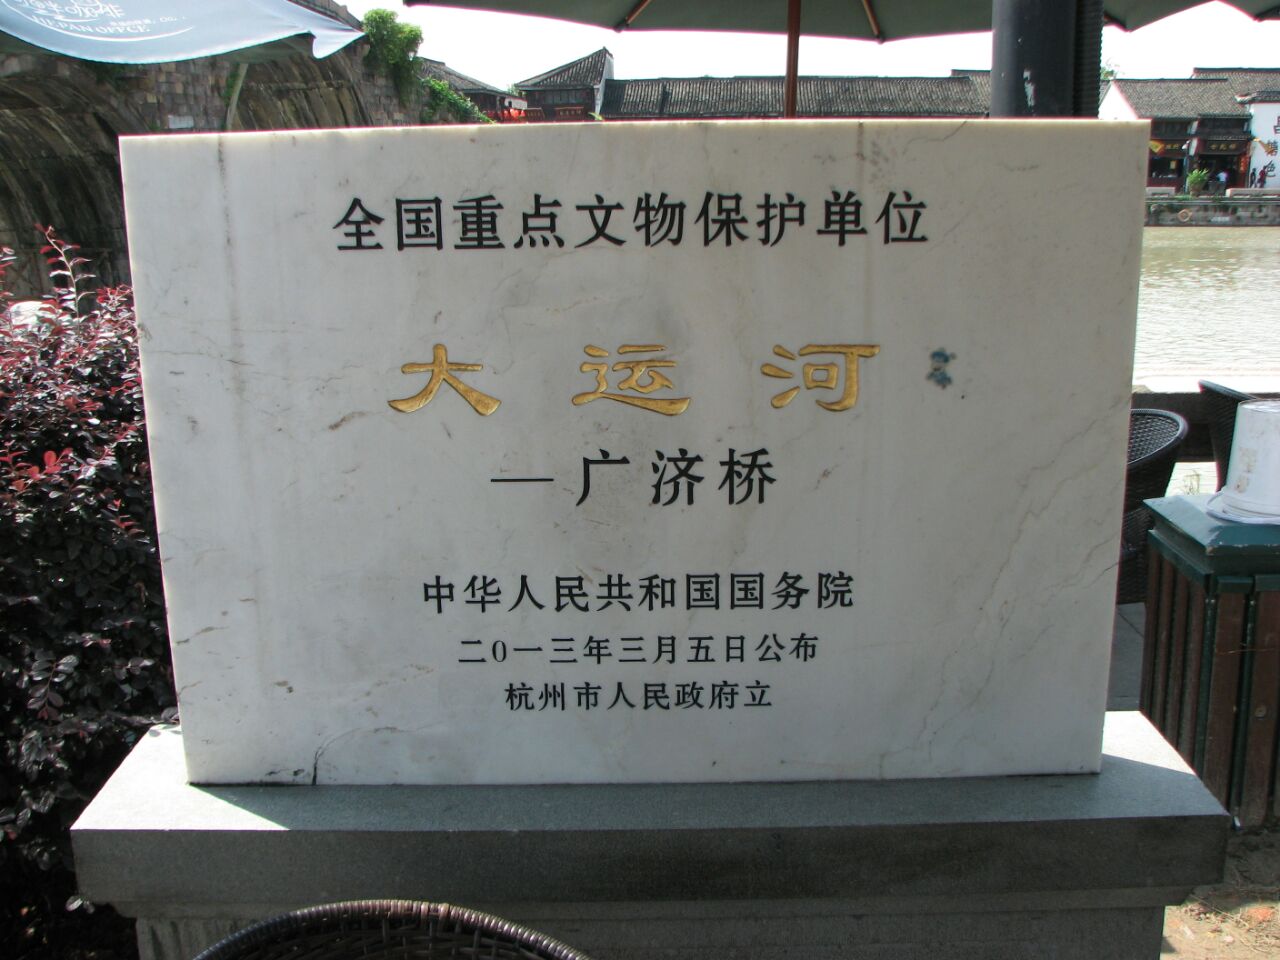 全国重点文物保护单位
大运河
—广济桥
中华人民共和国国务院
二0一三年三月五日公布
杭州市人民政府立